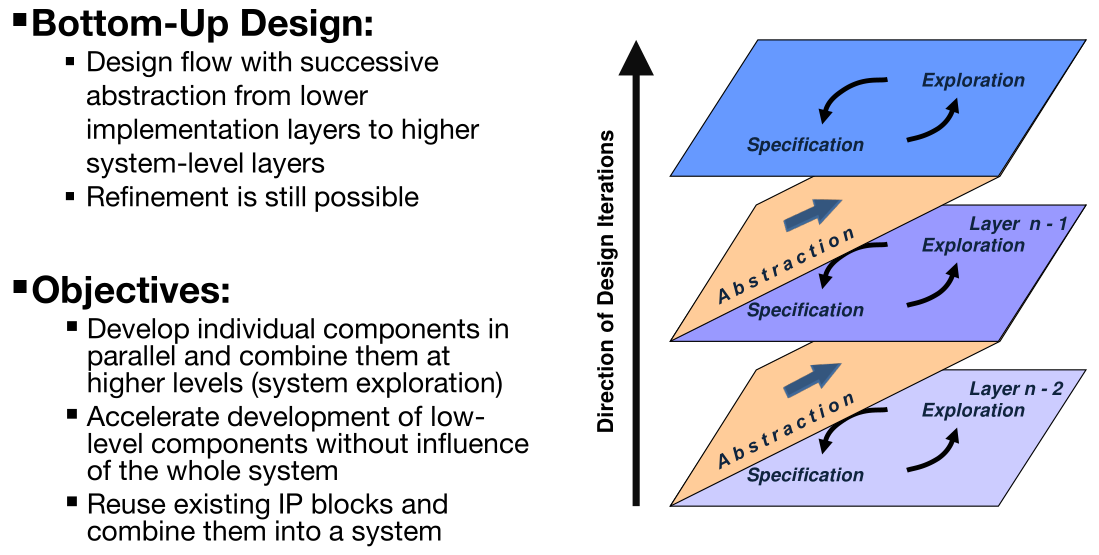 ▪Bottom-Up Design:
▪ Design flow with successive
abstraction from lower
implementation layers to higher
system-level layers
▪ Refinement is still possible
▪Objectives:
▪ Develop individual components in
parallel and combine them at
higher levels (system exploration)
▪ Accelerate development of low-
level components without influence
of the whole system
▪ Reuse existing IP blocks and
combine them into a system
Direction of Design Iterations
Exploration
Specification
Abstraction
Layer n - 1
Exploration
Specification
Abstraction
Layer n - 2
Exploration
Specification